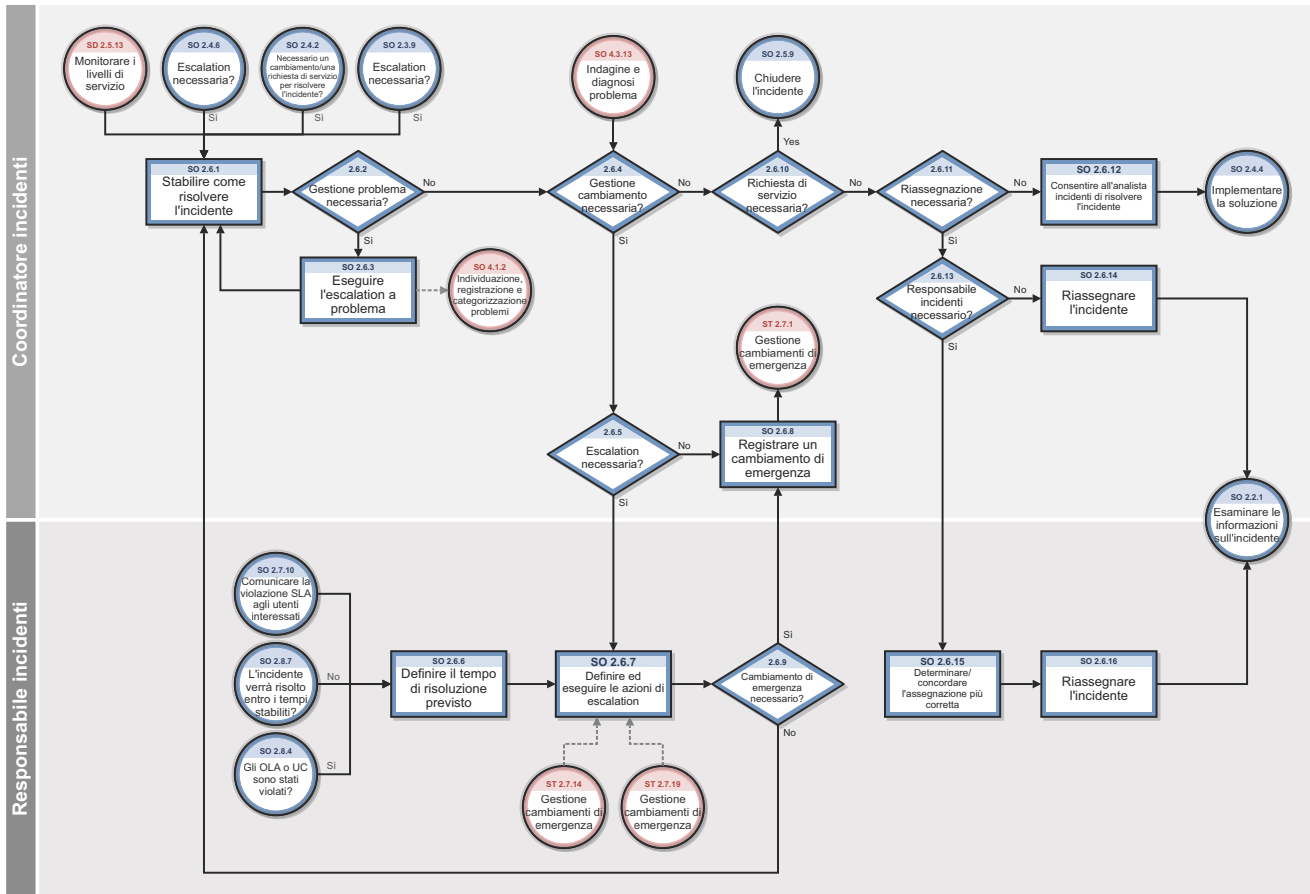 Coordinatore incidenti
SD 2.5.13
Monitorare i
livelli di
servizio
SO 2.4.6
Escalation
necessaria?
Sì
SO 2.4.2
Necessario un
cambiamento/una
richiesta di servizio
per risolvere
l'incidente?
Sì
SO 2.3.9
Escalation
necessaria?
Sì
SO 4.3.13
Indagine e
diagnosi
problema
SO 2.5.9
Chiudere
l'incidente
Yes
SO 2.6.1
Stabilire come
risolvere
l'incidente
2.6.2
Gestione problema
necessaria?
No
Sì
2.6.4
Gestione
cambiamento
necessaria?
No
Sì
2.6.10
Richiesta di
servizio
necessaria?
No
2.6.11
Riassegnazione
necessaria?
No
Sì
SO 2.6.12
Consentire all'analista
incidenti di risolvere
l'incidente
SO 2.4.4
Implementare
la soluzione
SO 2.6.3
Eseguire
l'escalation a
problema
SO 4.1.2
Individuazione,
registrazione e
categorizzazione
problemi
2.6.13
Responsabile
incidenti
necessario?
No
Sì
SO 2.6.14
Riassegnare
l'incidente
ST 2.7.1
Gestione
cambiamenti di
emergenza
2.6.5
Escalation
necessaria?
No
Sì
SO 2.6.8
Registrare un
cambiamento di
emergenza
SO 2.2.1
Esaminare le
informazioni
sull'incidente
Responsabile incidenti
SO 2.7.10
Comunicare la
violazione SLA
agli utenti
interessati
SO 2.8.7
L'incidente
verrà risolto
entro i tempi
stabiliti?
No
SO 2.8.4
Gli OLA o UC
sono stati
violati?
Sì
SO 2.6.6
Definire il tempo
di risoluzione
previsto
SO 2.6.7
Definire ed
eseguire le azioni di
escalation
Sì
2.6.9
Cambiamento di
emergenza
necessario?
No
SO 2.6.15
Determinare/
concordare
l'assegnazione più
corretta
SO 2.6.16
Riassegnare
l'incidente
ST 2.7.14
Gestione
cambiamenti di
emergenza
ST 2.7.19
Gestione
cambiamenti di
emergenza